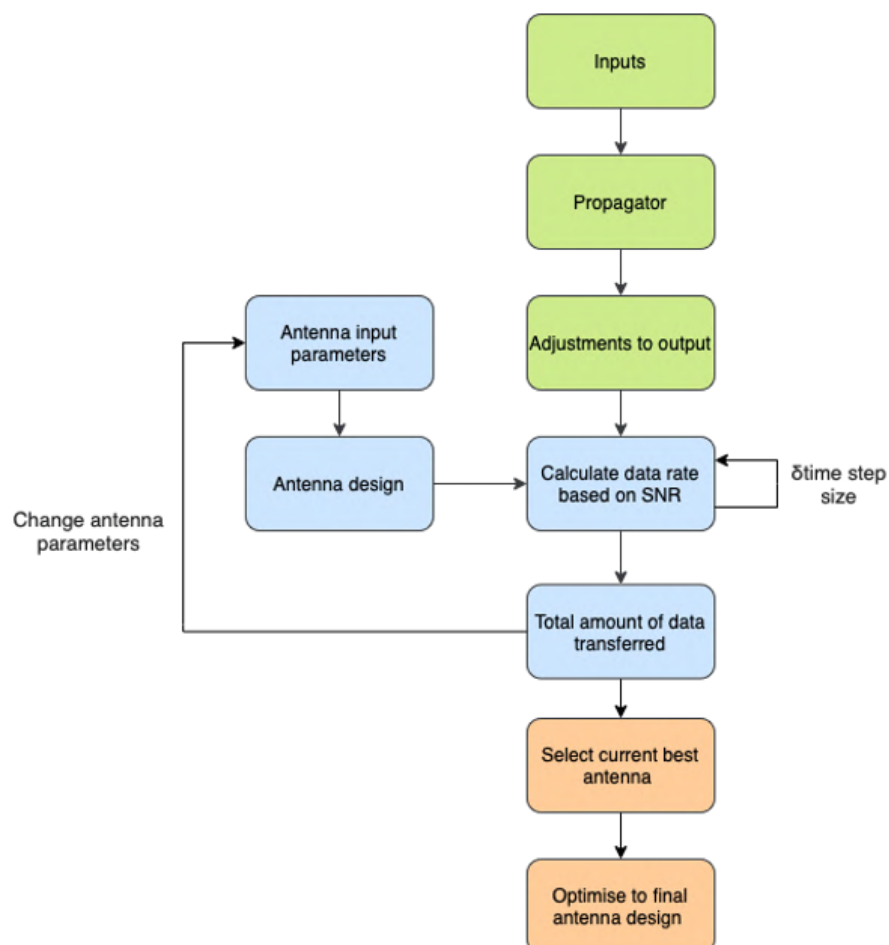 Inputs
Propagator
Antenna input
parameters
Adjustments to output
Antenna design
Calculate data rate
based on SNR
δtime step
size
Change antenna
parameters
Total amount of data
transferred
Select current best
antenna
Optimise to final
antenna design